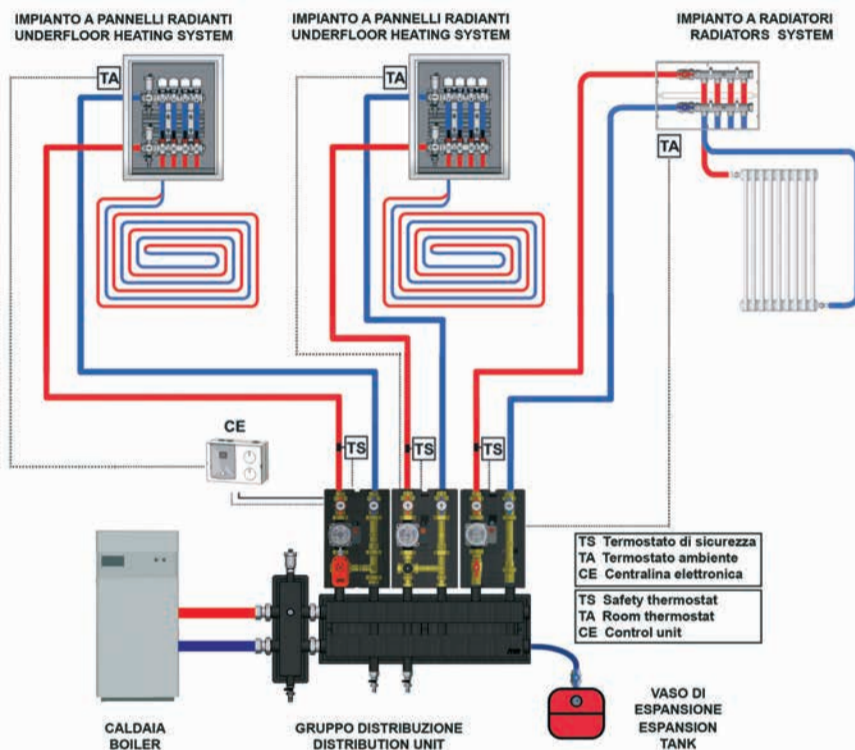 IMPIANTO A PANNELLI RADIANTI
UNDERFLOOR HEATING SYSTEM
IMPIANTO A PANNELLI RADIANTI
UNDERFLOOR HEATING SYSTEM
IMPIANTO A RADIATORI
RADIATORS SYSTEM
TA
TA
TA
CE
TS
TS
TS
TS Termostato di sicurezza
TA Termostato ambiente
CE Centralina elettronica
TS Safety thermostat
TA Room thermostat
CE Control unit
CALDAIA
BOILER
GRUPPO DISTRIBUZIONE
DISTRIBUTION UNIT
VASO DI
ESPANSIONE
ESPANSION
TANK